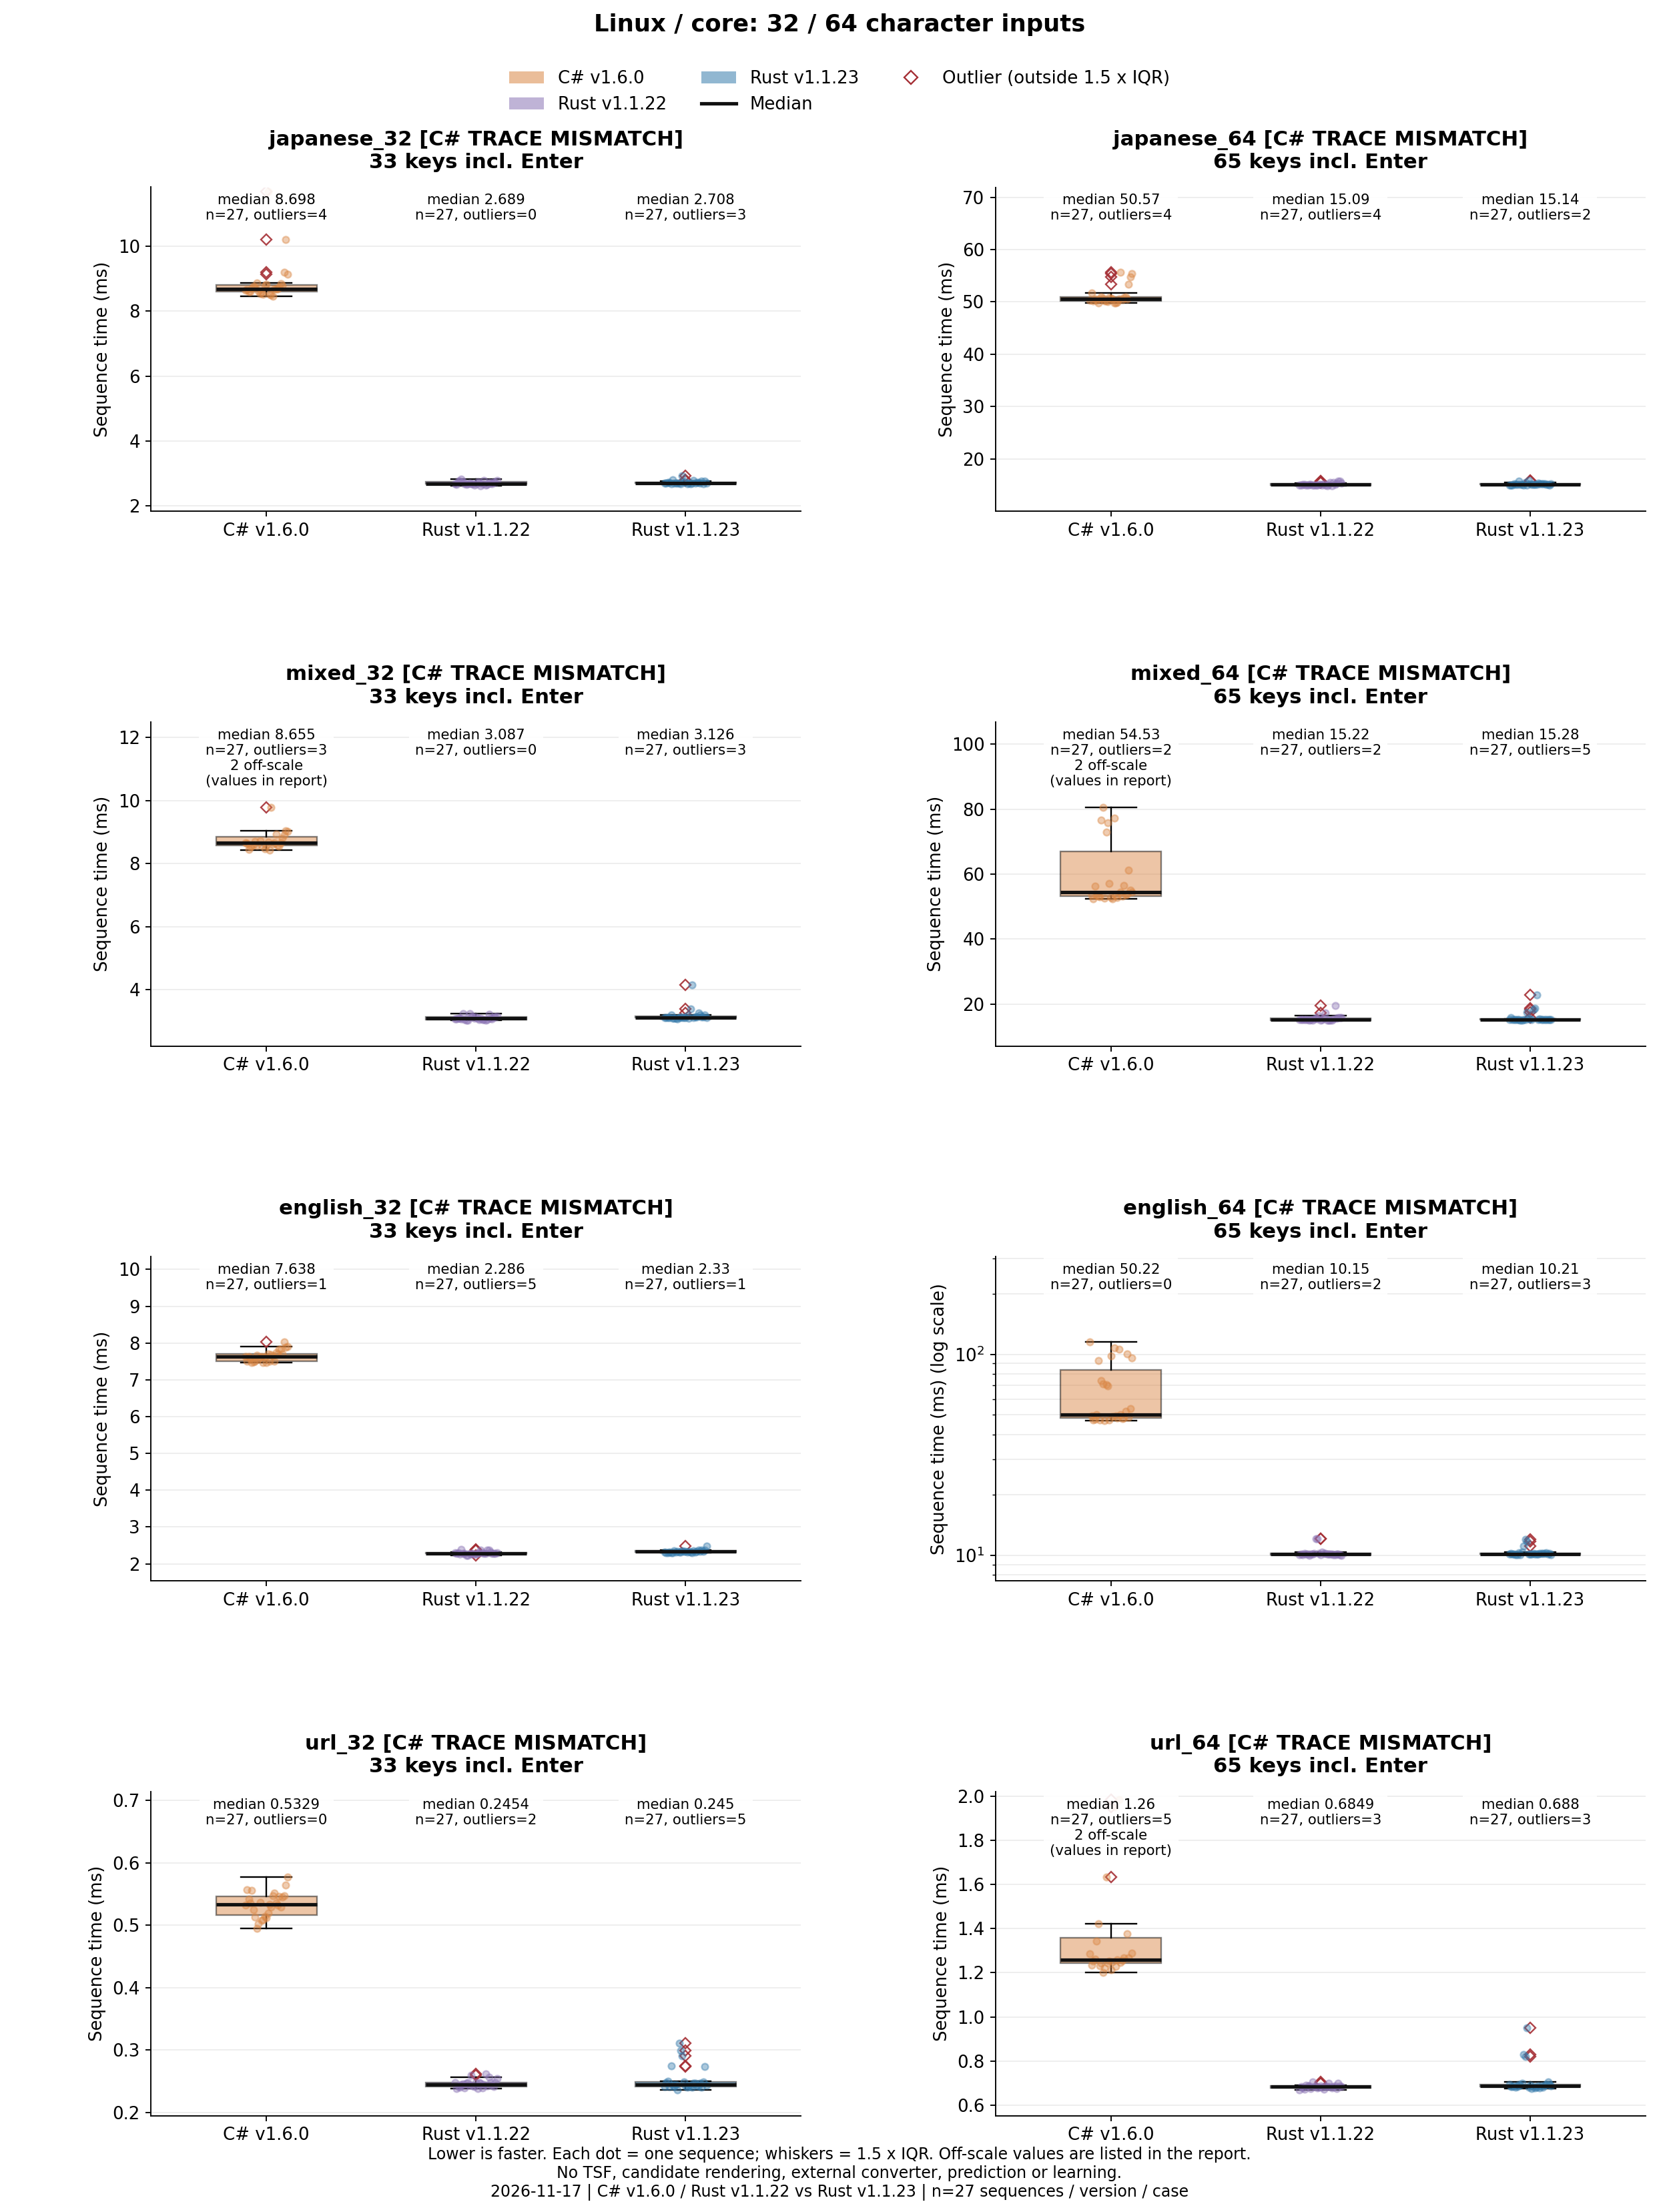 Linux / core: 32 / 64 character inputs
C# v1.6.0
Rust v1.1.22
Rust v1.1.23
Median
Outlier (outside 1.5 x IQR)
japanese_32 [C# TRACE MISMATCH]
33 keys incl. Enter
median 8.698
n=27, outliers=4
median 2.689
n=27, outliers=0
median 2.708
n=27, outliers=3
Sequence time (ms)
10
8
6
4
2
C# v1.6.0
Rust v1.1.22
Rust v1.1.23
japanese_64 [C# TRACE MISMATCH]
65 keys incl. Enter
median 50.57
n=27, outliers=4
median 15.09
n=27, outliers=4
median 15.14
n=27, outliers=2
Sequence time (ms)
70
60
50
40
30
20
C# v1.6.0
Rust v1.1.22
Rust v1.1.23
mixed_32 [C# TRACE MISMATCH]
33 keys incl. Enter
median 8.655
n=27, outliers=3
2 off-scale
(values in report)
median 3.087
n=27, outliers=0
median 3.126
n=27, outliers=3
Sequence time (ms)
12
10
8
6
4
C# v1.6.0
Rust v1.1.22
Rust v1.1.23
mixed_64 [C# TRACE MISMATCH]
65 keys incl. Enter
median 54.53
n=27, outliers=2
2 off-scale
(values in report)
median 15.22
n=27, outliers=2
median 15.28
n=27, outliers=5
Sequence time (ms)
100
80
60
40
20
C# v1.6.0
Rust v1.1.22
Rust v1.1.23
english_32 [C# TRACE MISMATCH]
33 keys incl. Enter
median 7.638
n=27, outliers=1
median 2.286
n=27, outliers=5
median 2.33
n=27, outliers=1
Sequence time (ms)
10
9
8
7
6
5
4
3
2
C# v1.6.0
Rust v1.1.22
Rust v1.1.23
english_64 [C# TRACE MISMATCH]
65 keys incl. Enter
median 50.22
n=27, outliers=0
median 10.15
n=27, outliers=2
median 10.21
n=27, outliers=3
Sequence time (ms) (log scale)
10²
10¹
C# v1.6.0
Rust v1.1.22
Rust v1.1.23
url_32 [C# TRACE MISMATCH]
33 keys incl. Enter
median 0.5329
n=27, outliers=0
median 0.2454
n=27, outliers=2
median 0.245
n=27, outliers=5
Sequence time (ms)
0.7
0.6
0.5
0.4
0.3
0.2
C# v1.6.0
Rust v1.1.22
Rust v1.1.23
url_64 [C# TRACE MISMATCH]
65 keys incl. Enter
median 1.26
n=27, outliers=5
2 off-scale
(values in report)
median 0.6849
n=27, outliers=3
median 0.688
n=27, outliers=3
Sequence time (ms)
2.0
1.8
1.6
1.4
1.2
1.0
0.8
0.6
C# v1.6.0
Rust v1.1.22
Rust v1.1.23
Lower is faster. Each dot = one sequence; whiskers = 1.5 x IQR. Off-scale values are listed in the report.
No TSF, candidate rendering, external converter, prediction or learning.
2026-11-17 | C# v1.6.0 / Rust v1.1.22 vs Rust v1.1.23 | n=27 sequences / version / case